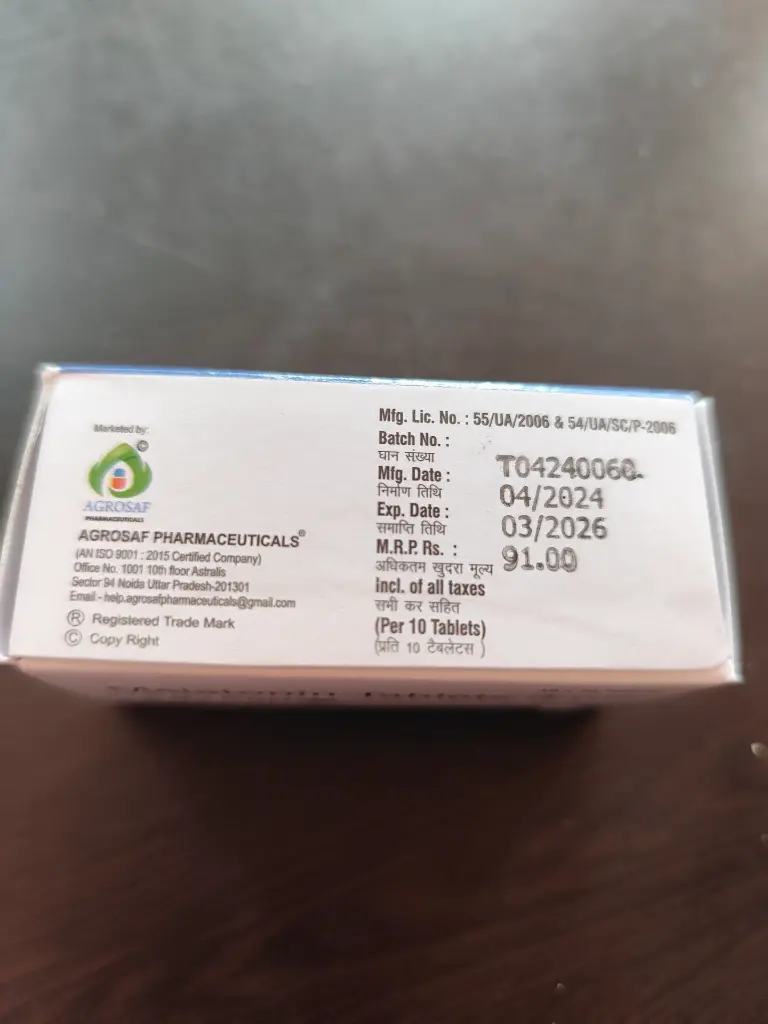 Marketed by:
©
AGROSAF
PHARMACEUTICALS
AGROSAF PHARMACEUTICALS®
(AN ISO 9001 : 2015 Certified Company)
Office No. 1001 10th floor Astralis
Sector 94 Noida Uttar Pradesh-201301
Email - help.agrosafpharmaceuticals@gmail.com
® Registered Trade Mark
© Copy Right
Mfg. Lic. No. : 55/UA/2006 & 54/UA/SC/P-2006
Batch No. :
घान संख्या T04240060
Mfg. Date :
निर्माण तिथि 04/2024
Exp. Date :
समाप्ति तिथि 03/2026
M.R.P. Rs. : 91.00
अधिकतम खुदरा मूल्य
Incl. of all taxes
सभी कर सहित
(Per 10 Tablets)
(प्रति 10 टैबलेटस )
Tablets